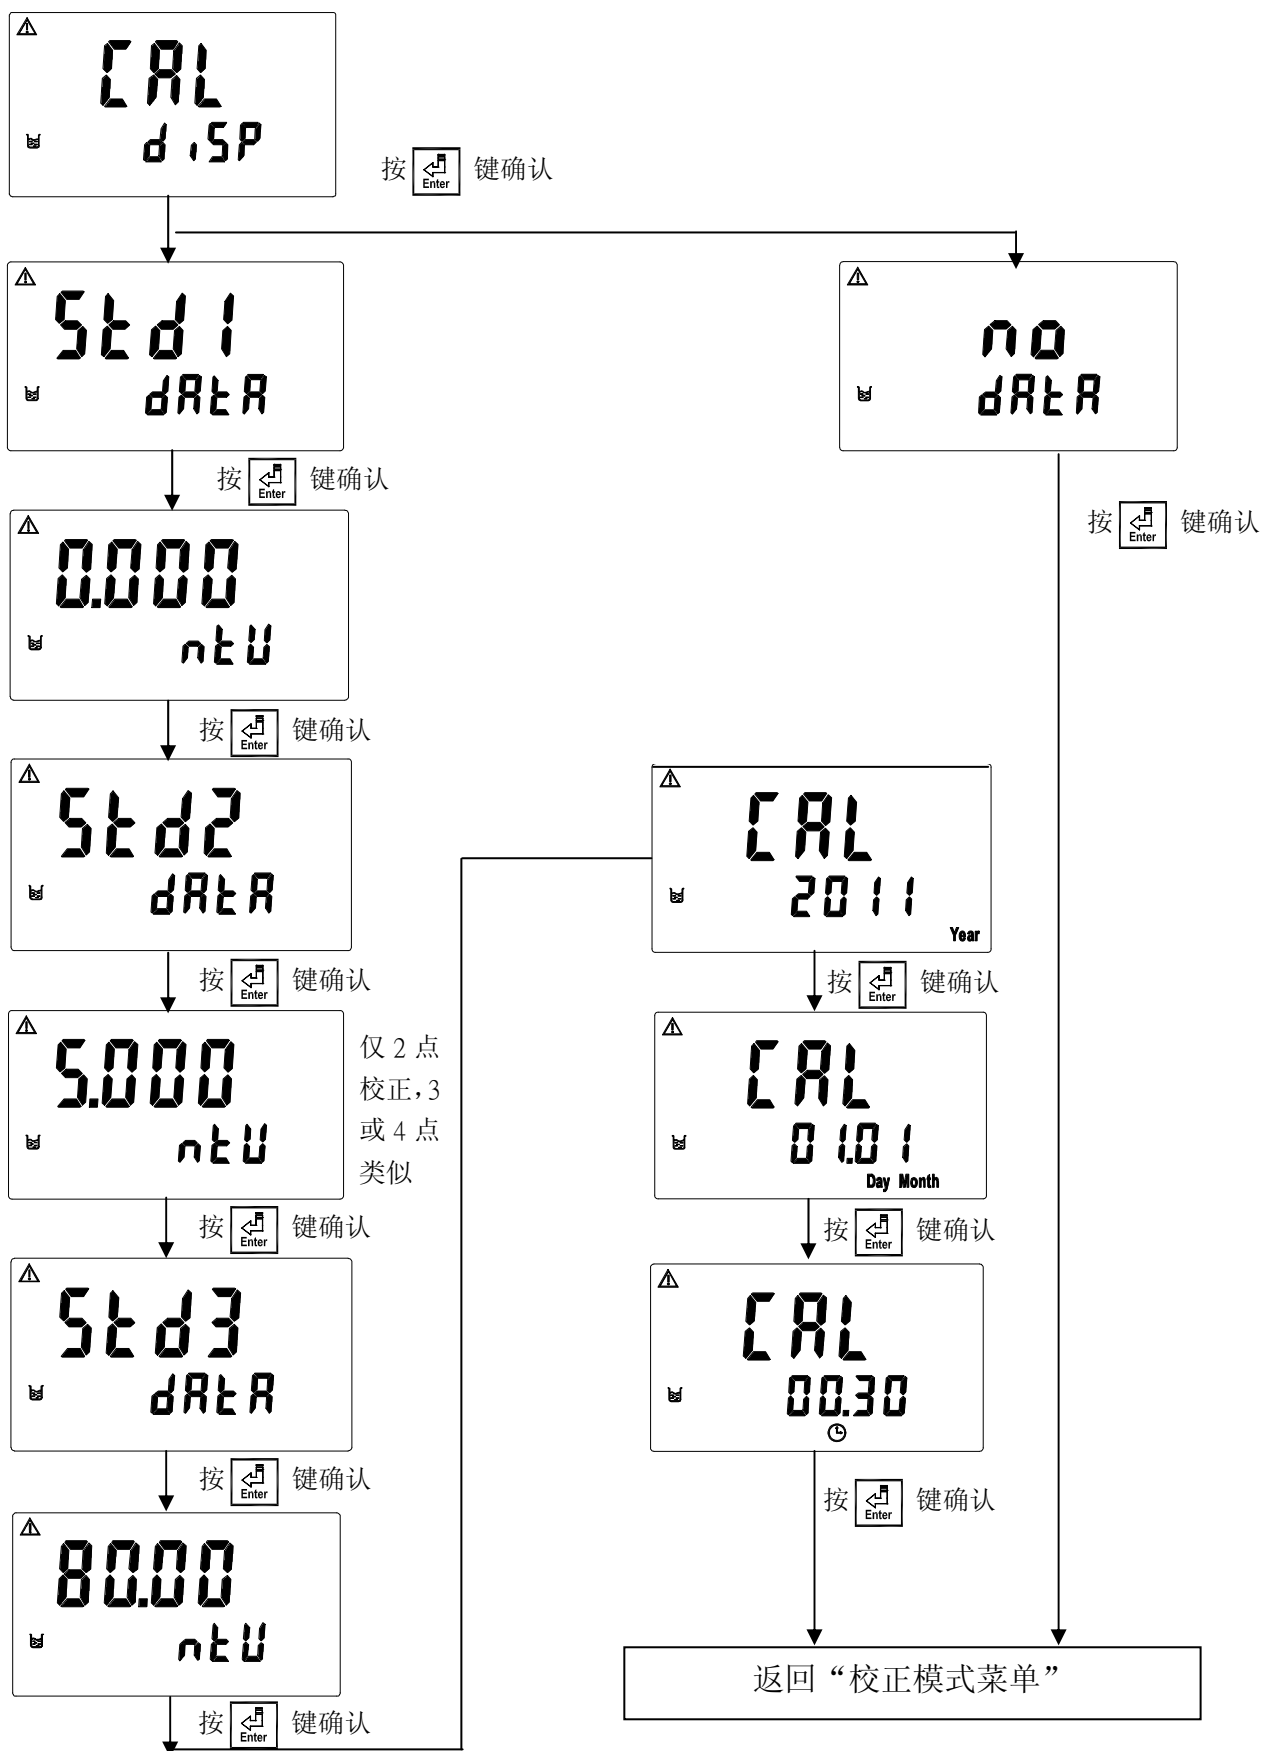 CAL
diSP
按 Enter 键确认
Std1
dAtA
no
dAtA
按 Enter 键确认
按 Enter 键确认
0.000
ntU
按 Enter 键确认
Std2
dAtA
按 Enter 键确认
5.000
ntU
仅 2 点
校正，3
或 4 点
类似
按 Enter 键确认
Std3
dAtA
按 Enter 键确认
80.00
ntU
按 Enter 键确认
CAL
2011
Year
按 Enter 键确认
CAL
01.01
Day Month
按 Enter 键确认
CAL
00.30
按 Enter 键确认
返回“校正模式菜单”